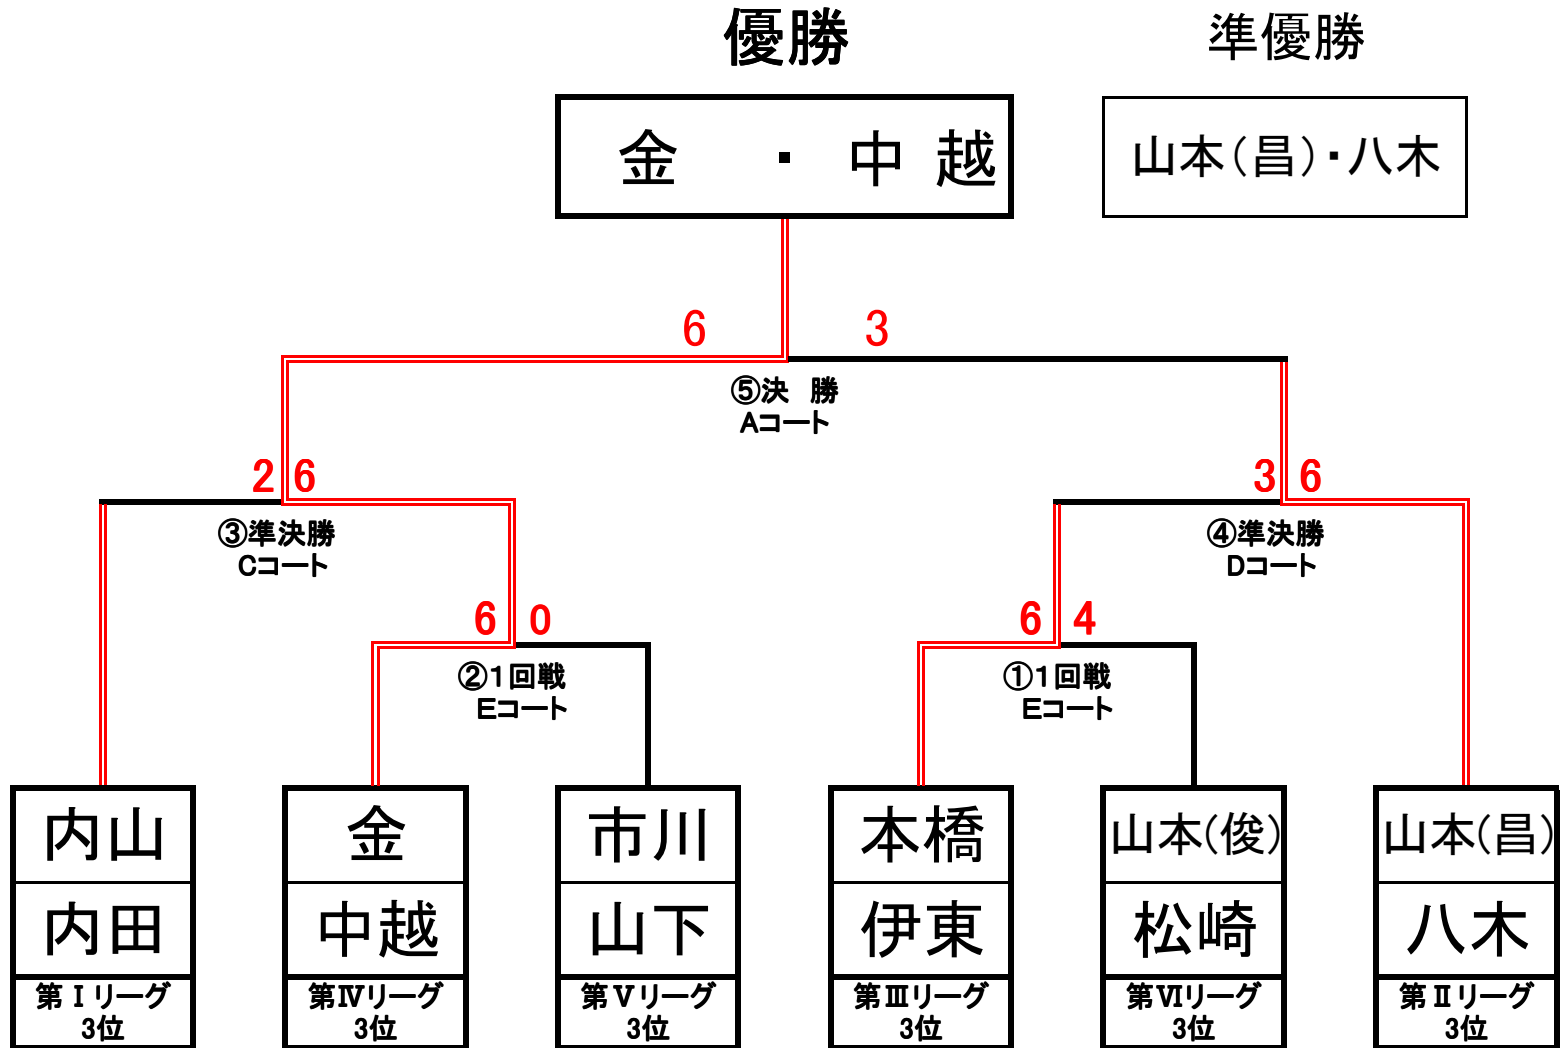 優勝
準優勝
金 ・ 中 越
山本（昌）・八木
6 3
⑤決 勝
Aコート
2 6
3 6
③準決勝
Cコート
④準決勝
Dコート
6 0
6 4
②1回戦
Eコート
①1回戦
Eコート
内山 金 市川 本橋 山本(俊) 山本(昌)
内田 中越 山下 伊東 松崎 八木
第Ⅰリーグ 第Ⅳリーグ 第Ⅴリーグ 第Ⅲリーグ 第Ⅵリーグ 第Ⅱリーグ
3位 3位 3位 3位 3位 3位